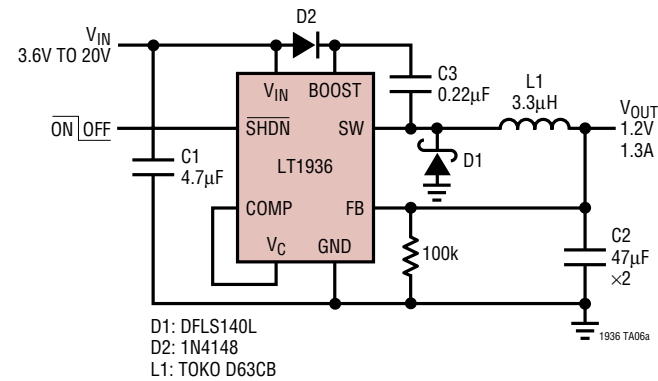 D2
VIN
3.6V TO 20V
VIN BOOST
C3
0.22µF
L1
3.3µH
VOUT
1.2V
1.3A
ON OFF
SHDN
SW
LT1936
D1
C1
4.7µF
COMP
FB
VC GND
100k
C2
47µF
×2
D1: DFLS140L
D2: 1N4148
L1: TOKO D63CB
1936 TA06a